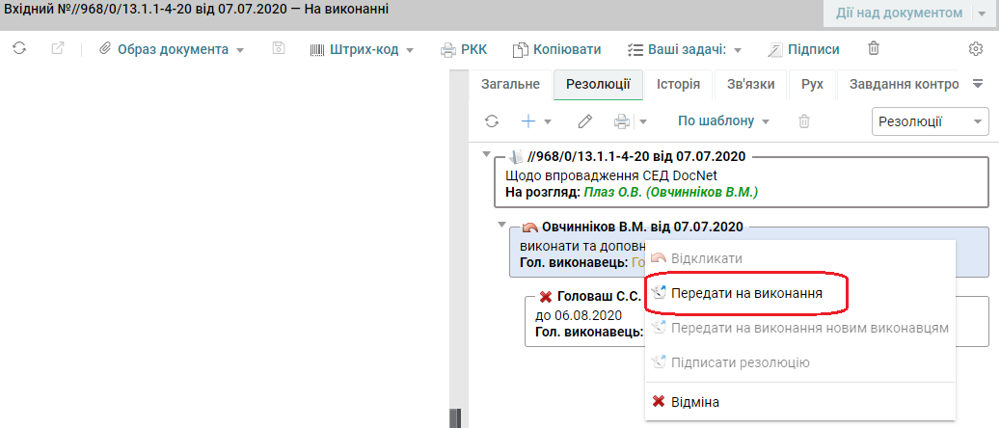 Вхідний №//968/0/13.1.1-4-20 від 07.07.2020 — На виконанні
Дії над документом
Образ документа
Штрих-код
РКК
Копіювати
Ваші задачі:
Підписи
Загальне
Резолюції
Історія
Зв'язки
Рух
Завдання контро
По шаблону
Резолюції
//968/0/13.1.1-4-20 від 07.07.2020
Щодо впровадження СЕД DocNet
На розгляд: Плаз О.В. (Овчинніков В.М.)
Овчинніков В.М. від 07.07.2020
виконати та доповн
Гол. виконавець: Го
Відкликати
Передати на виконання
Головаш С.С.
до 06.08.2020
Гол. виконавець:
Передати на виконання новим виконавцям
Підписати резолюцію
Відміна